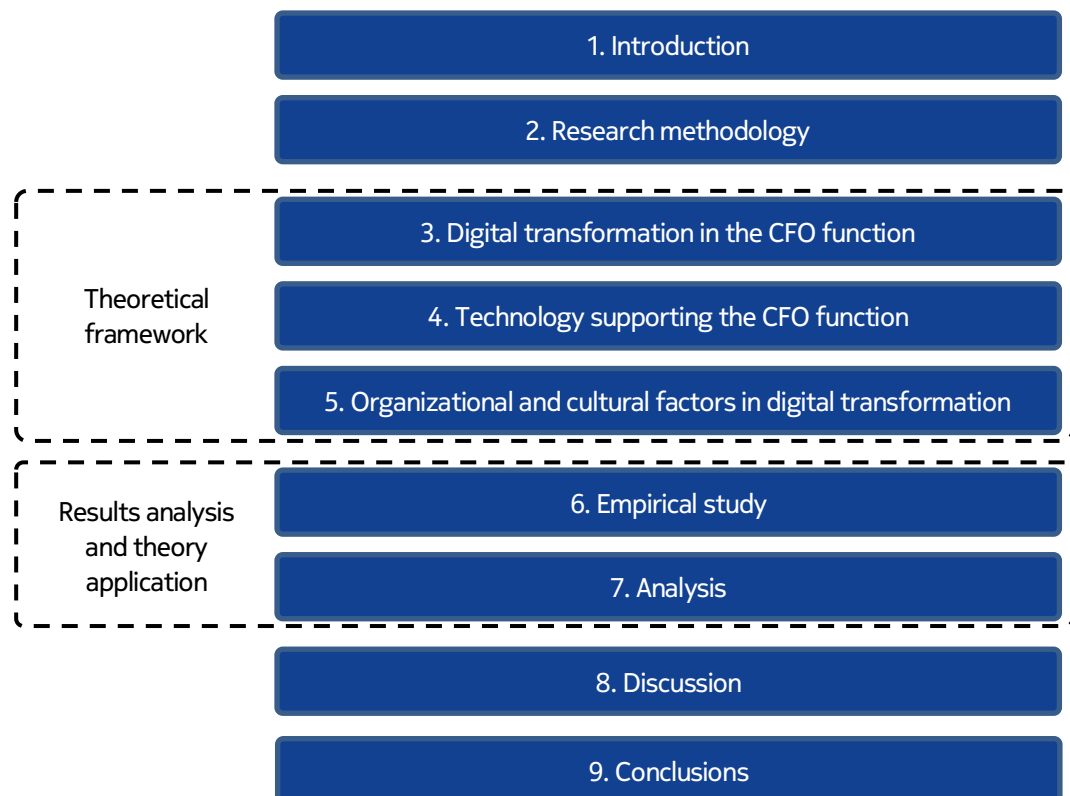 1. Introduction
2. Research methodology
Theoretical
framework
3. Digital transformation in the CFO function
4. Technology supporting the CFO function
5. Organizational and cultural factors in digital transformation
Results analysis
and theory
application
6. Empirical study
7. Analysis
8. Discussion
9. Conclusions